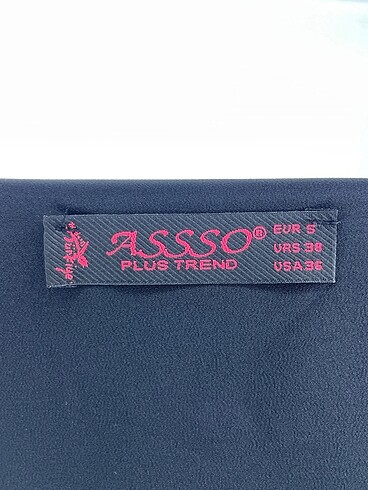 ASSSO®
PLUS TREND
EUR S
URS 38
USA 36